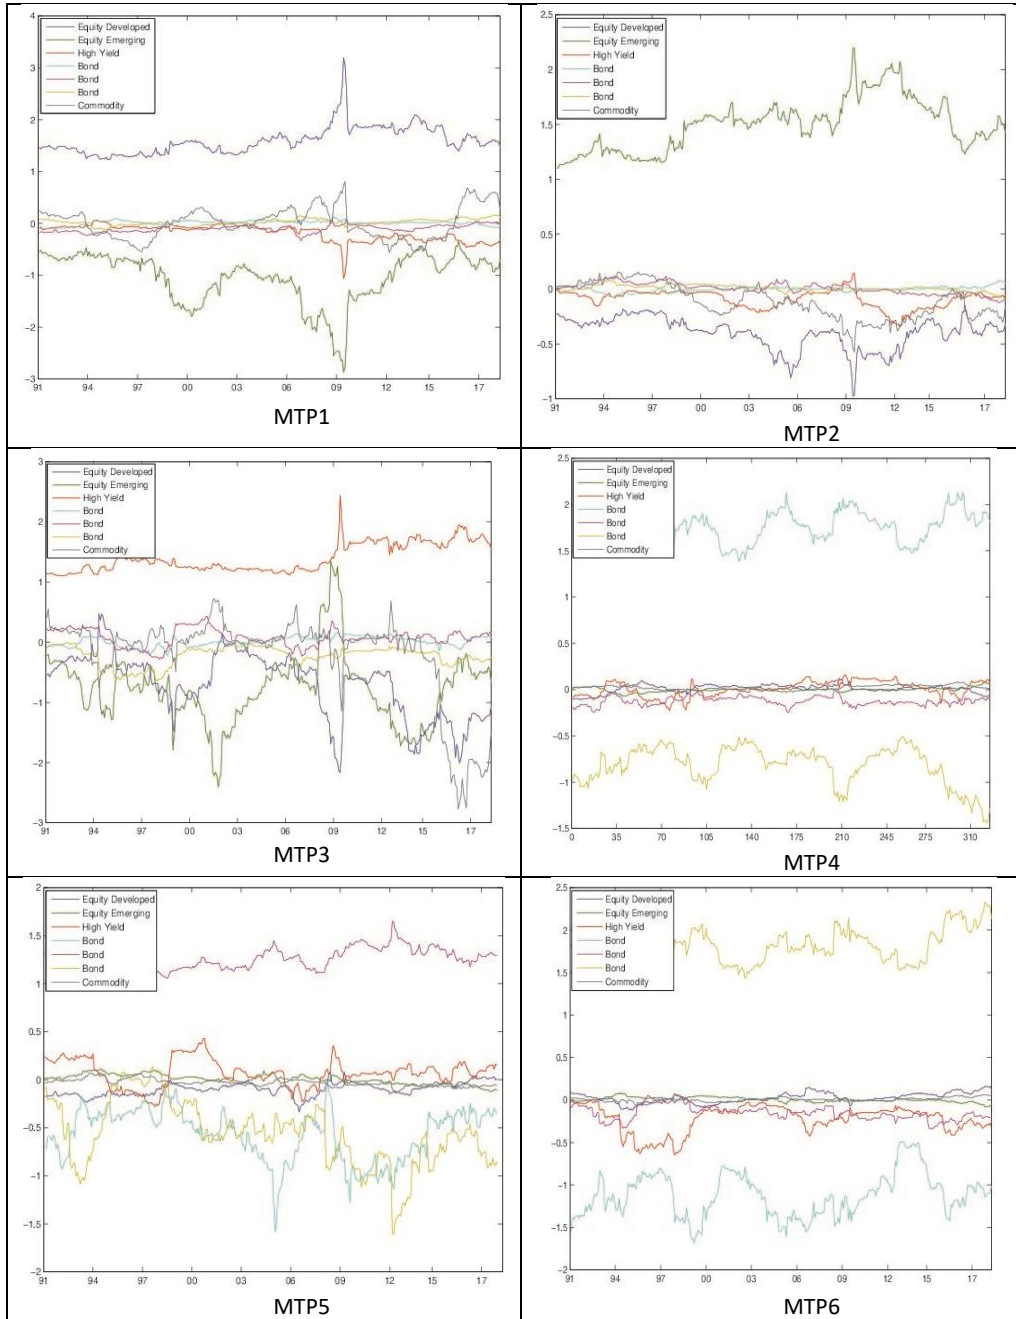 4
3
2
1
0
-1
-2
-3
91 94 97 00 03 06 09 12 15 17
Equity Developed
Equity Emerging
High Yield
Bond
Bond
Bond
Commodity
MTP1
2.5
2
1.5
1
0.5
0
-0.5
-1
91 94 97 00 03 06 09 12 15 17
Equity Developed
Equity Emerging
High Yield
Bond
Bond
Bond
Commodity
MTP2
3
2
1
0
-1
-2
-3
91 94 97 00 03 06 09 12 15 17
Equity Developed
Equity Emerging
High Yield
Bond
Bond
Bond
Commodity
MTP3
2.5
2
1.5
1
0.5
0
-0.5
-1
-1.5
0 35 70 105 140 175 210 245 275 310
Equity Developed
Equity Emerging
High Yield
Bond
Bond
Bond
Commodity
MTP4
2
1.5
1
0.5
0
-0.5
-1
-1.5
-2
91 94 97 00 03 06 09 12 15 17
Equity Developed
Equity Emerging
High Yield
Bond
Bond
Bond
Commodity
MTP5
2.5
2
1.5
1
0.5
0
-0.5
-1
-1.5
-2
91 94 97 00 03 06 09 12 15 17
Equity Developed
Equity Emerging
High Yield
Bond
Bond
Bond
Commodity
MTP6